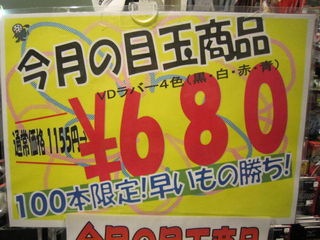 今月の目玉商品
VDラバー4色(黒・白・赤・青)
通常価格 1155円→
¥680
100本限定!早いもの勝ち!
今月の目玉商品